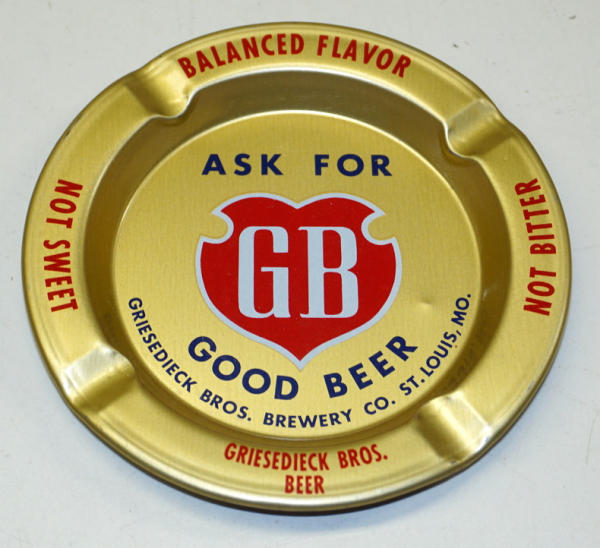 BALANCED FLAVOR
ASK FOR
NOT SWEET
GB
NOT BITTER
GOOD BEER
GRIESEDIECK BROS. BREWERY CO. ST. LOUIS, MO.
GRIESEDIECK BROS.
BEER